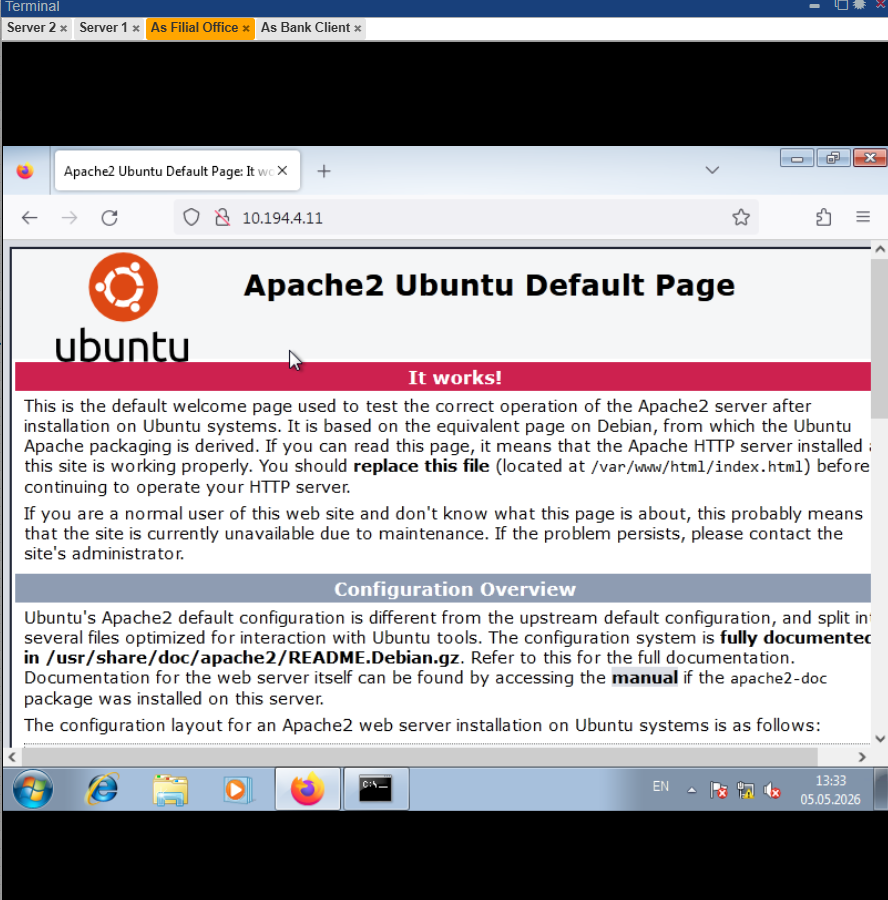 Terminal
Server 2 × Server 1 × As Filial Office × As Bank Client ×
Apache2 Ubuntu Default Page: It wo
10.194.4.11
ubuntu
Apache2 Ubuntu Default Page
It works!
This is the default welcome page used to test the correct operation of the Apache2 server after
installation on Ubuntu systems. It is based on the equivalent page on Debian, from which the Ubuntu
Apache packaging is derived. If you can read this page, it means that the Apache HTTP server installed a
this site is working properly. You should replace this file (located at /var/www/html/index.html) before
continuing to operate your HTTP server.
If you are a normal user of this web site and don't know what this page is about, this probably means
that the site is currently unavailable due to maintenance. If the problem persists, please contact the
site's administrator.
Configuration Overview
Ubuntu's Apache2 default configuration is different from the upstream default configuration, and split int
several files optimized for interaction with Ubuntu tools. The configuration system is fully documented
in /usr/share/doc/apache2/README.Debian.gz. Refer to this for the full documentation.
Documentation for the web server itself can be found by accessing the manual if the apache2-doc
package was installed on this server.
The configuration layout for an Apache2 web server installation on Ubuntu systems is as follows:
C:\_
EN
13:33
05.05.2026